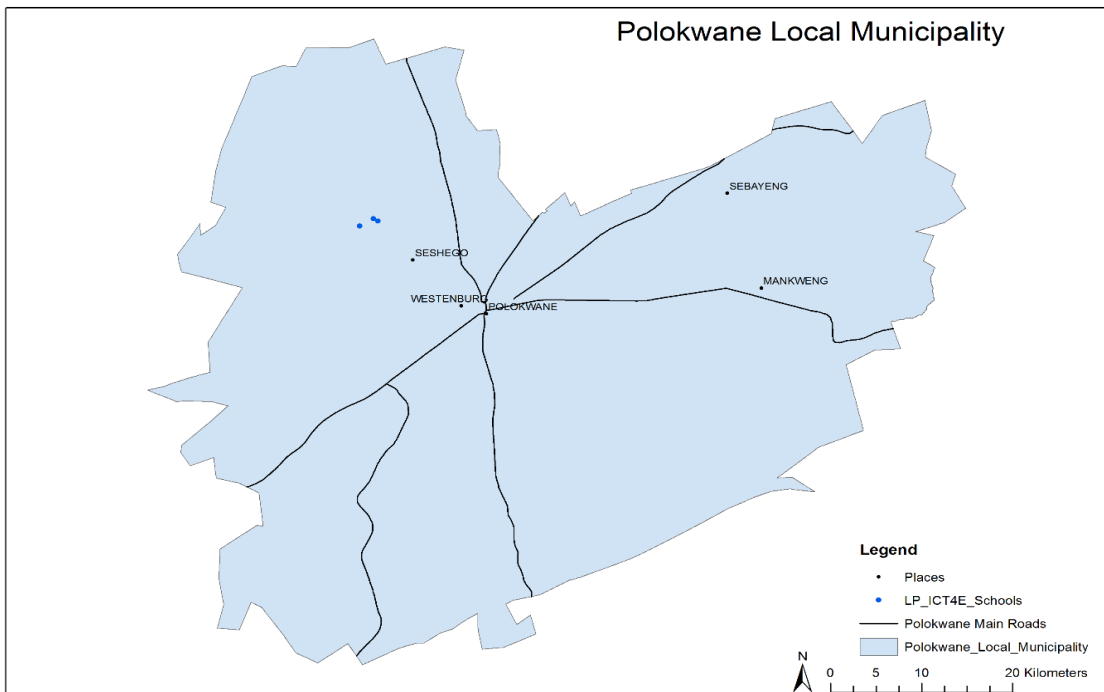 Polokwane Local Municipality
SEBAYENG
SESHEGO
MANKWENG
WESTENBURG
POLOKWANE
Legend
Places
LP_ICT4E_Schools
Polokwane Main Roads
Polokwane_Local_Municipality
N
0 5 10 20 Kilometers